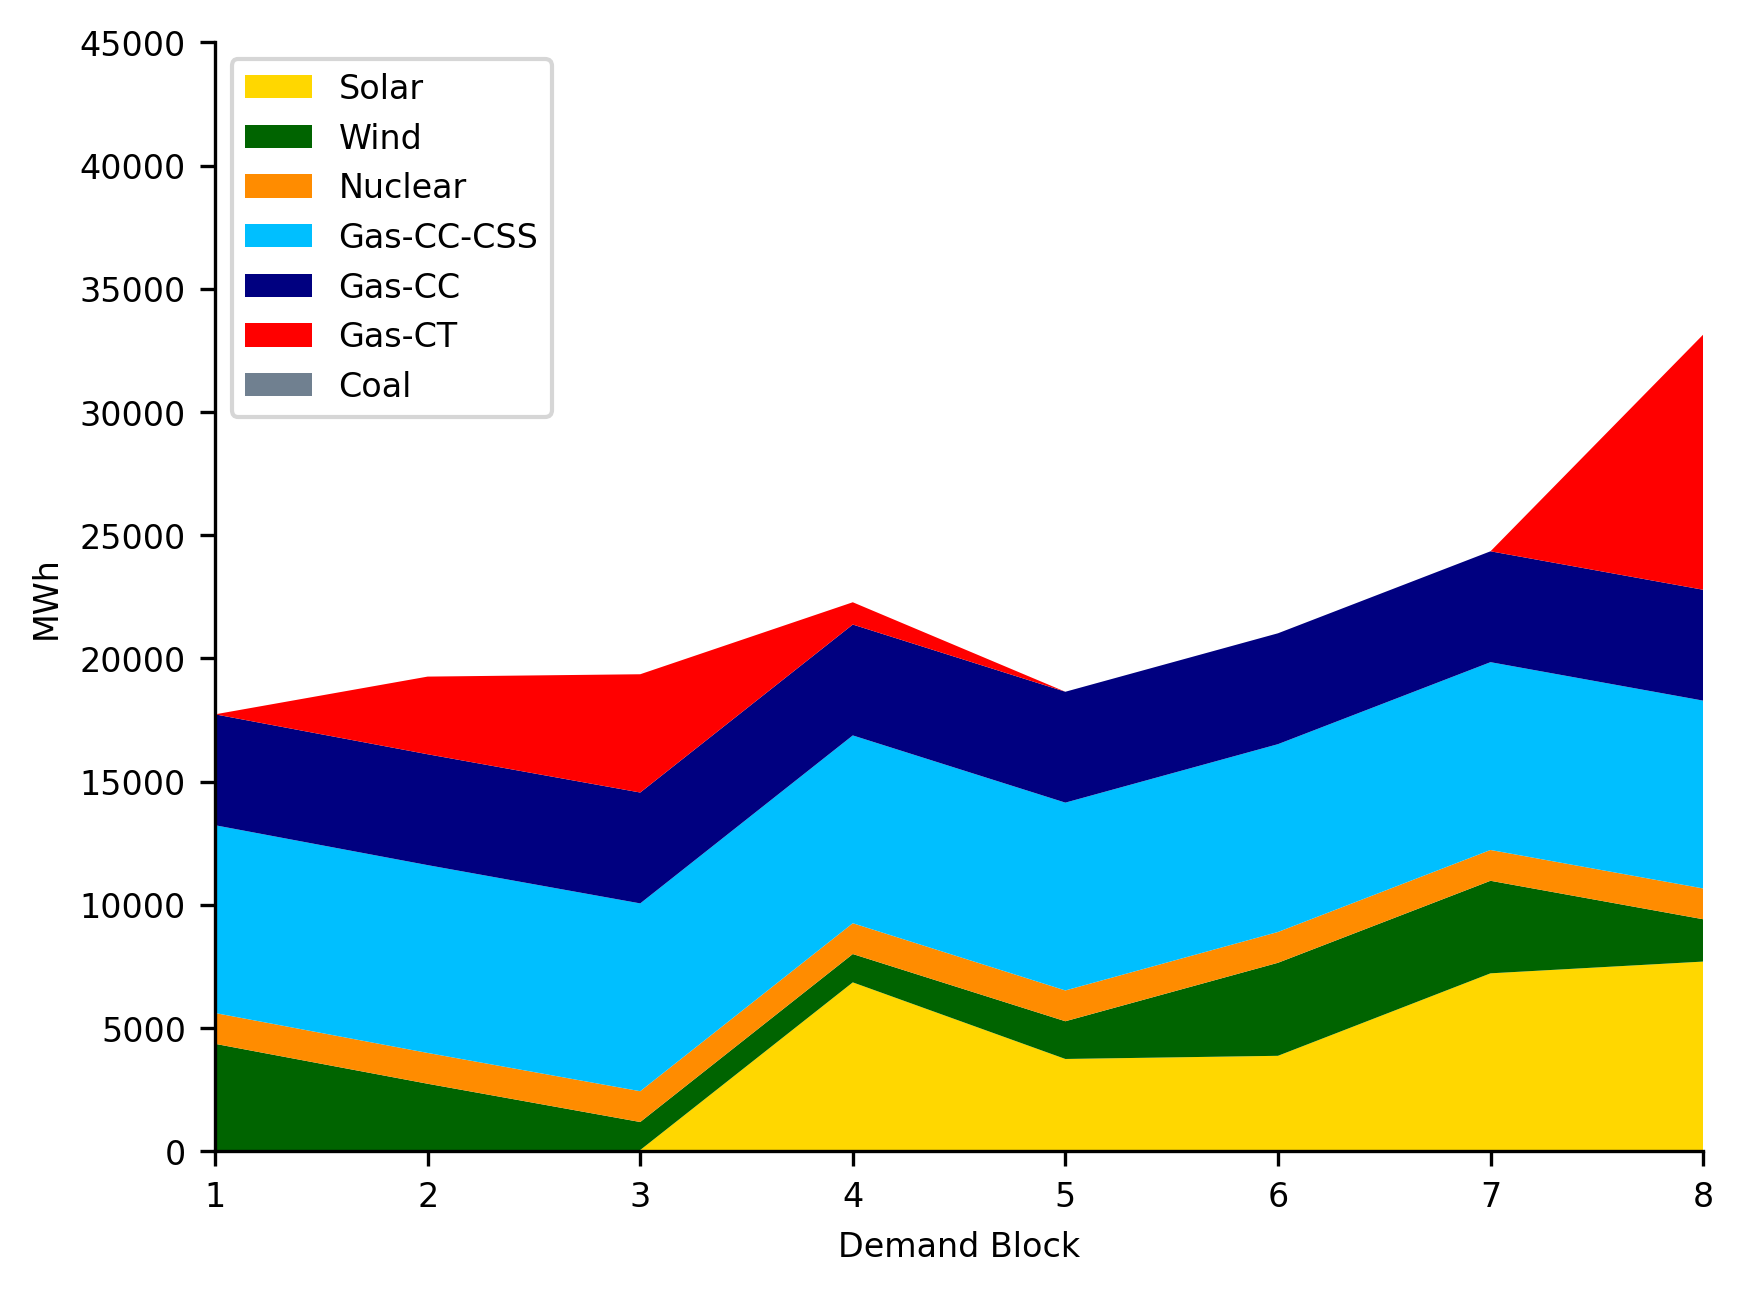 45000
40000
35000
30000
25000
20000
15000
10000
5000
0
MWh
Solar
Wind
Nuclear
Gas-CC-CSS
Gas-CC
Gas-CT
Coal
1 2 3 4 5 6 7 8
Demand Block